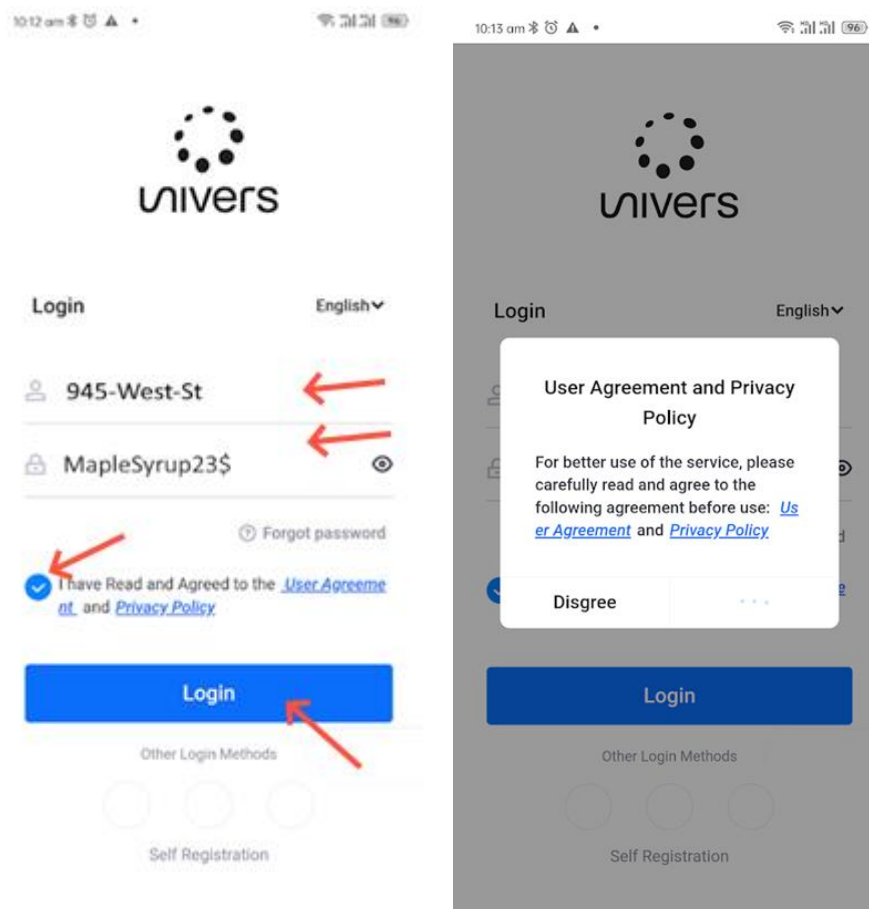 10:12 am
96
univers
Login
English
945-West-St
MapleSyrup23$
Forgot password
I have Read and Agreed to the User Agreeme
nt and Privacy Policy
Login
Other Login Methods
Self Registration
10:13 am
96
univers
Login
English
User Agreement and Privacy
Policy
For better use of the service, please
carefully read and agree to the
following agreement before use: Us
er Agreement and Privacy Policy
d
e
Disgree
...
Login
Other Login Methods
Self Registration